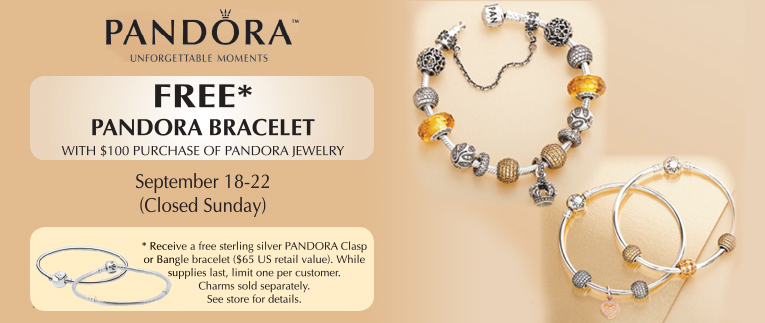 PANDORA™
UNFORGETTABLE MOMENTS
FREE*
PANDORA BRACELET
WITH $100 PURCHASE OF PANDORA JEWELRY
September 18-22
(Closed Sunday)
* Receive a free sterling silver PANDORA Clasp
or Bangle bracelet ($65 US retail value). While
supplies last, limit one per customer.
Charms sold separately.
See store for details.